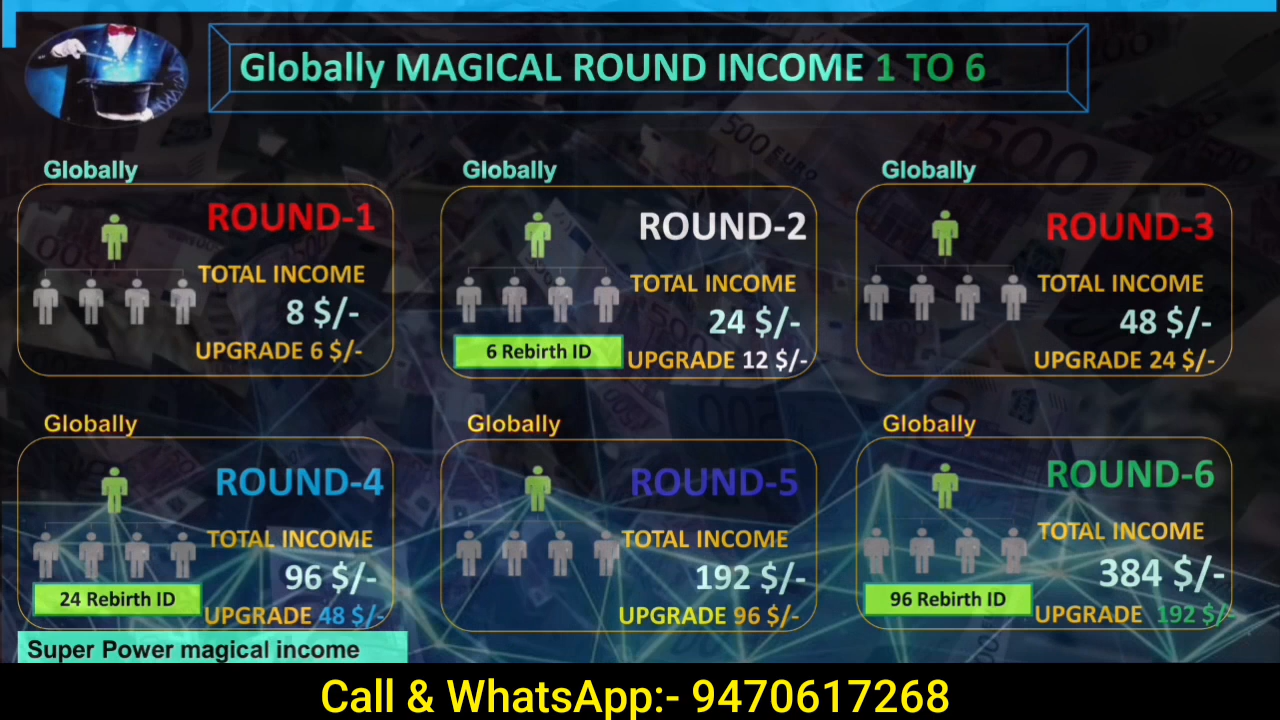 Globally MAGICAL ROUND INCOME 1 TO 6
Globally
ROUND-1
TOTAL INCOME
8 $/-
UPGRADE 6 $/-
Globally
ROUND-2
TOTAL INCOME
24 $/-
6 Rebirth ID
UPGRADE 12 $/-
Globally
ROUND-3
TOTAL INCOME
48 $/-
UPGRADE 24 $/-
Globally
ROUND-4
TOTAL INCOME
96 $/-
24 Rebirth ID
UPGRADE 48 $/-
Globally
ROUND-5
TOTAL INCOME
192 $/-
UPGRADE 96 $/-
Globally
ROUND-6
TOTAL INCOME
384 $/-
96 Rebirth ID
UPGRADE 192 $/-
Super Power magical income
Call & WhatsApp:- 9470617268
500 EURO
500